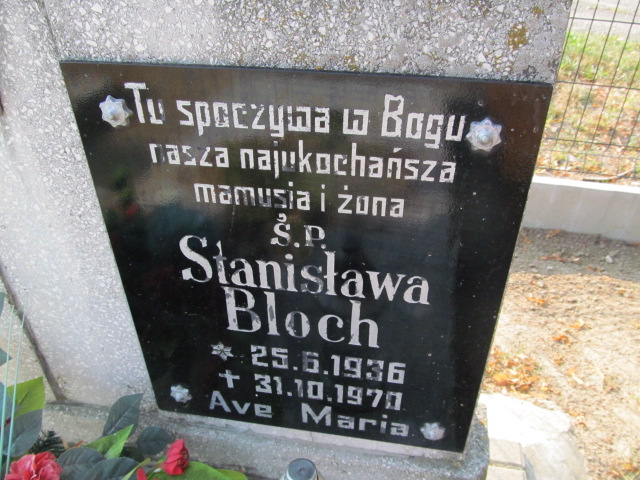 Tu spoczywa w Bogu
nasza najukochańsza
mamusia i żona
Ś.P.
Stanisława
Bloch
* 25.6.1936
+ 31.10.1970
Ave Maria